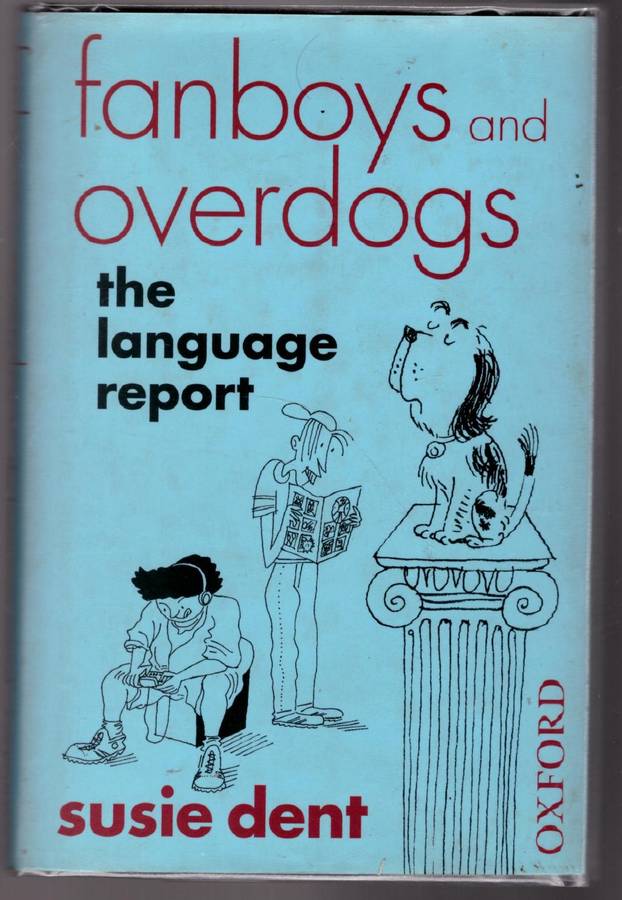 fanboys and
overdogs
the
language
report
susie dent
OXFORD